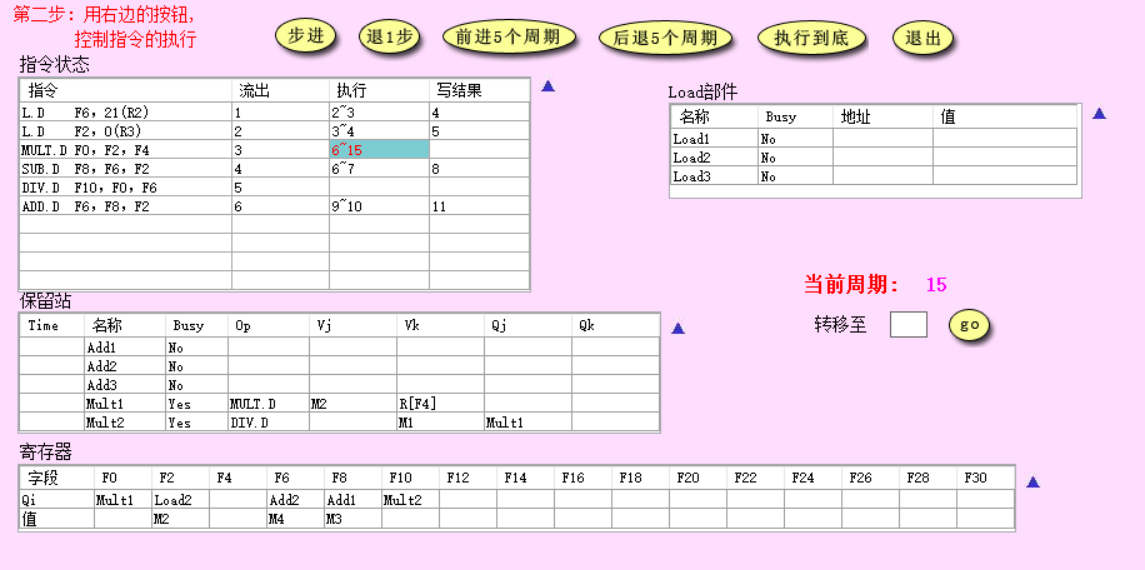 第二步：用右边的按钮，
控制指令的执行
步进 退1步 前进5个周期 后退5个周期 执行到底 退出
指令状态
指令 流出 执行 写结果
L.D F6, 21(R2) 1 2~3 4
L.D F2, 0(R3) 2 3~4 5
MULT.D F0, F2, F4 3 6~15
SUB.D F8, F6, F2 4 6~7 8
DIV.D F10, F0, F6 5
ADD.D F6, F8, F2 6 9~10 11
Load部件
名称 Busy 地址 值
Load1 No
Load2 No
Load3 No
当前周期： 15
转移至 go
保留站
Time 名称 Busy Op Vj Vk Qj Qk
Add1 No
Add2 No
Add3 No
Mult1 Yes MULT.D M2 R[F4]
Mult2 Yes DIV.D M1 Mult1
寄存器
字段 F0 F2 F4 F6 F8 F10 F12 F14 F16 F18 F20 F22 F24 F26 F28 F30
Qi Mult1 Load2 Add2 Add1 Mult2
值 M2 M4 M3